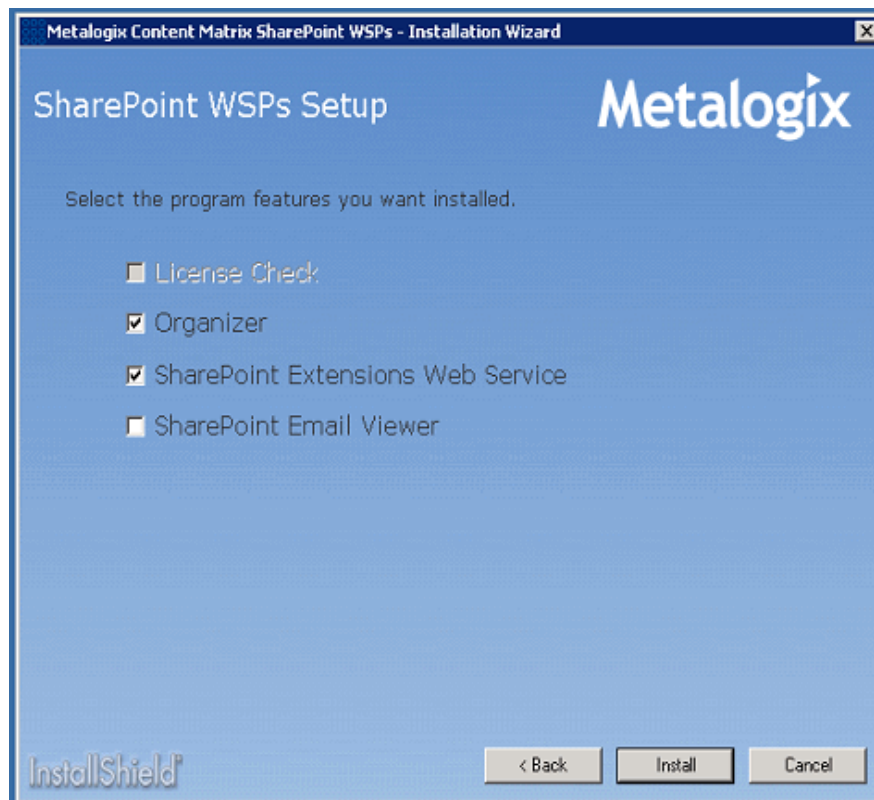 Metalogix Content Matrix SharePoint WSPs - Installation Wizard
SharePoint WSPs Setup
Metalogix
Select the program features you want installed.
License Check
Organizer
SharePoint Extensions Web Service
SharePoint Email Viewer
InstallShield
< Back
Install
Cancel